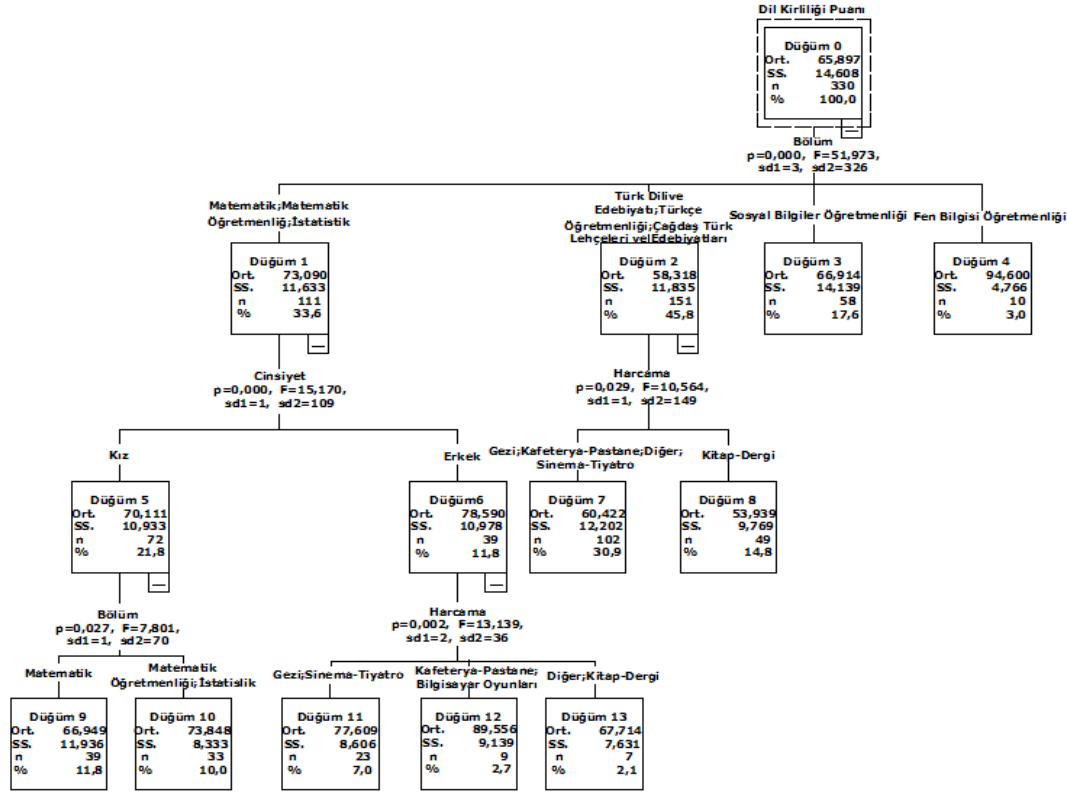 Dil Kirliliği Puanı
Düğüm 0
Ort. 65,897
SS. 14,608
n 330
% 100,0
Bölüm
p=0,000, F=51,973,
sd1=3, sd2=326
Matematik;Matematik
Öğretmenliğ;İstatistik
Türk Dilive
Edebiyatı;Türkçe
Öğretmenliği;Çağdaş Türk
Lehçeleri veEdebiyatları
Sosyal Bilgiler Öğretmenliği
Fen Bilgisi Öğretmenliği
Düğüm 1
Ort. 73,090
SS. 11,633
n 111
% 33,6
Düğüm 2
Ort. 58,318
SS. 11,835
n 151
% 45,8
Düğüm 3
Ort. 66,914
SS. 14,139
n 58
% 17,6
Düğüm 4
Ort. 94,600
SS. 4,766
n 10
% 3,0
Cinsiyet
p=0,000, F=15,170,
sd1=1, sd2=109
Harcama
p=0,029, F=10,564,
sd1=1, sd2=149
Kız
Erkek
Gezi;Kafeterya-Pastane;Diğer;
Sinema-Tiyatro
Kitap-Dergi
Düğüm 5
Ort. 70,111
SS. 10,933
n 72
% 21,8
Düğüm6
Ort. 78,590
SS. 10,978
n 39
% 11,8
Düğüm 7
Ort. 60,422
SS. 12,202
n 102
% 30,9
Düğüm 8
Ort. 53,939
SS. 9,769
n 49
% 14,8
Bölüm
p=0,027, F=7,801,
sd1=1, sd2=70
Harcama
p=0,002, F=13,139,
sd1=2, sd2=36
Matematik
Matematik
Öğretmenliği;İstatislik
Gezi;Sinema-Tiyatro
Kafeterya-Pastane;
Bilgisayar Oyunları
Diğer;Kitap-Dergi
Düğüm 9
Ort. 66,949
SS. 11,936
n 39
% 11,8
Düğüm 10
Ort. 73,848
SS. 8,333
n 33
% 10,0
Düğüm 11
Ort. 77,609
SS. 8,606
n 23
% 7,0
Düğüm 12
Ort. 89,556
SS. 9,139
n 9
% 2,7
Düğüm 13
Ort. 67,714
SS. 7,631
n 7
% 2,1